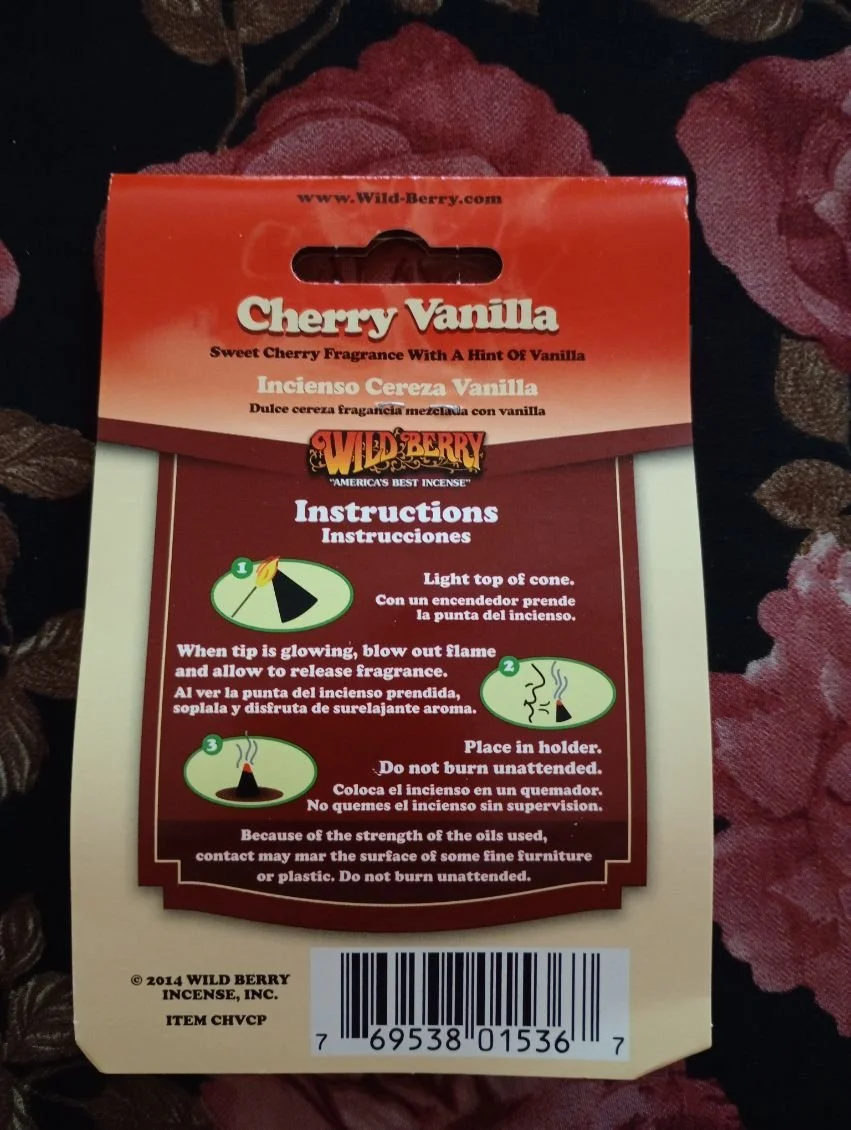 www.Wild-Berry.com
Cherry Vanilla
Sweet Cherry Fragrance With A Hint Of Vanilla
Incienso Cereza Vanilla
Dulce cereza fragancia mezclada con vanilla
WILD BERRY
"AMERICA'S BEST INCENSE"
Instructions
Instrucciones
1
Light top of cone.
Con un encendedor prende
la punta del incienso.
When tip is glowing, blow out flame
and allow to release fragrance.
Al ver la punta del incienso prendida,
soplala y disfruta de surelajante aroma.
2
3
Place in holder.
Do not burn unattended.
Coloca el incienso en un quemador.
No quemes el incienso sin supervision.
Because of the strength of the oils used,
contact may mar the surface of some fine furniture
or plastic. Do not burn unattended.
© 2014 WILD BERRY
INCENSE, INC.
ITEM CHVCP
7 69538 01536 7